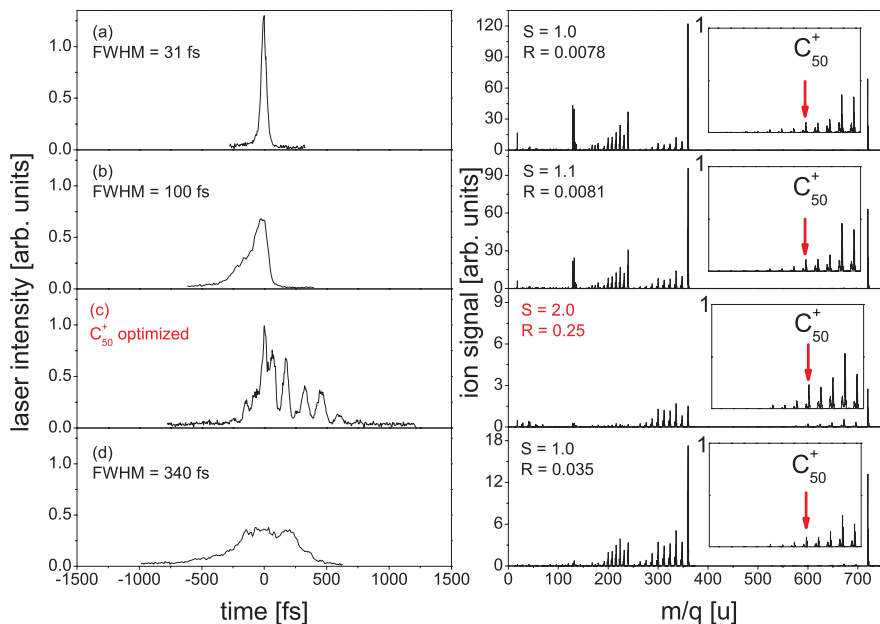 laser intensity [arb. units]
(a)
FWHM = 31 fs
1.0
0.5
0.0
(b)
FWHM = 100 fs
1.0
0.5
0.0
(c)
C50+ optimized
1.0
0.5
0.0
(d)
FWHM = 340 fs
1.0
0.5
0.0
-1500 -1000 -500 0 500 1000 1500
time [fs]
ion signal [arb. units]
120
90
60
30
0
S = 1.0
R = 0.0078
1
C50+
90
60
30
0
S = 1.1
R = 0.0081
1
C50+
9
6
3
0
S = 2.0
R = 0.25
1
C50+
18
12
6
0
S = 1.0
R = 0.035
1
C50+
0 100 200 300 400 500 600 700
m/q [u]